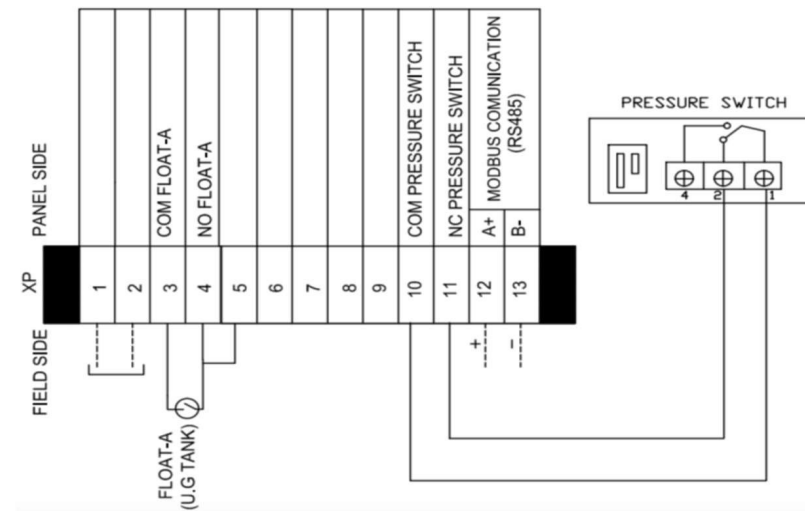 PANEL SIDE
COM FLOAT-A
NO FLOAT-A
COM PRESSURE SWITCH
NC PRESSURE SWITCH
MODBUS COMUNICATION
(RS485)
A+
B-
XP
1
2
3
4
5
6
7
8
9
10
11
12
13
FIELD SIDE
+
-
FLOAT-A
(U.G TANK)
PRESSURE SWITCH
4
2
1